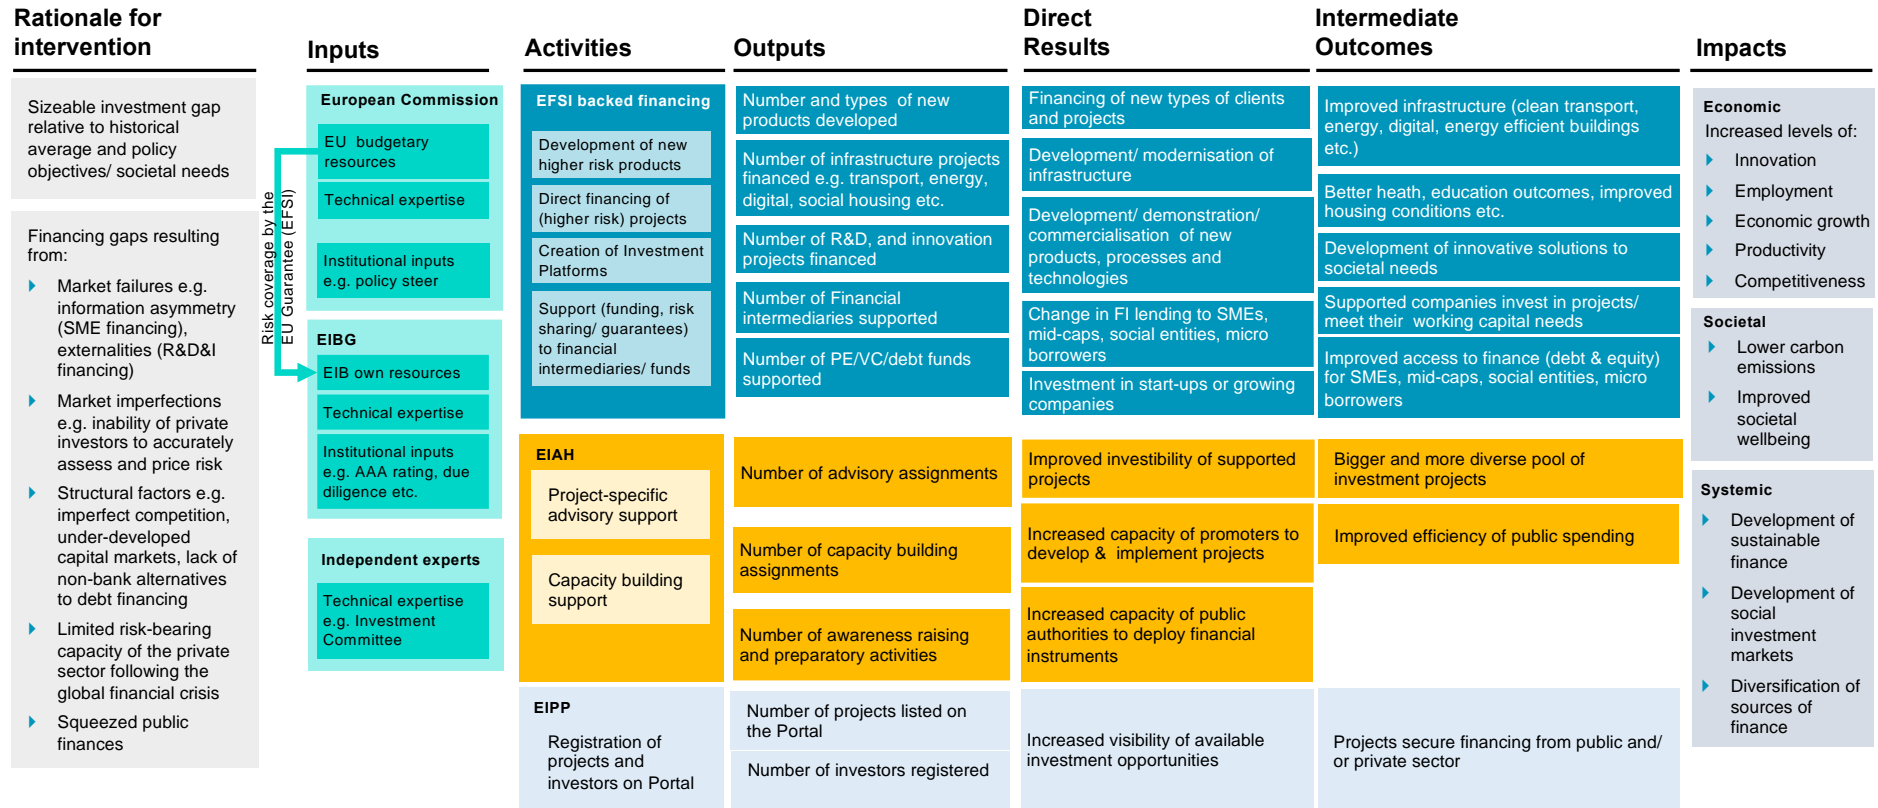 Rationale for
intervention
Inputs
Activities
Outputs
Direct
Results
Intermediate
Outcomes
Impacts
Sizeable investment gap
relative to historical
average and policy
objectives/ societal needs
Financing gaps resulting
from:
Market failures e.g.
information asymmetry
(SME financing),
externalities (R&D&I
financing)
Market imperfections
e.g. inability of private
investors to accurately
assess and price risk
Structural factors e.g.
imperfect competition,
under-developed
capital markets, lack of
non-bank alternatives
to debt financing
Limited risk-bearing
capacity of the private
sector following the
global financial crisis
Squeezed public
finances
Risk coverage by the
EU Guarantee (EFSI)
European Commission
EU budgetary
resources
Technical expertise
Institutional inputs
e.g. policy steer
EIBG
EIB own resources
Technical expertise
Institutional inputs
e.g. AAA rating, due
diligence etc.
Independent experts
Technical expertise
e.g. Investment
Committee
EFSI backed financing
Development of new
higher risk products
Direct financing of
(higher risk) projects
Creation of Investment
Platforms
Support (funding, risk
sharing/ guarantees)
to financial
intermediaries/ funds
EIAH
Project-specific
advisory support
Capacity building
support
EIPP
Registration of
projects and
investors on Portal
Number and types of new
products developed
Number of infrastructure projects
financed e.g. transport, energy,
digital, social housing etc.
Number of R&D, and innovation
projects financed
Number of Financial
intermediaries supported
Number of PE/VC/debt funds
supported
Number of advisory assignments
Number of capacity building
assignments
Number of awareness raising
and preparatory activities
Number of projects listed on
the Portal
Number of investors registered
Financing of new types of clients
and projects
Development/ modernisation of
infrastructure
Development/ demonstration/
commercialisation of new
products, processes and
technologies
Change in FI lending to SMEs,
mid-caps, social entities, micro
borrowers
Investment in start-ups or growing
companies
Improved investibility of supported
projects
Increased capacity of promoters to
develop & implement projects
Increased capacity of public
authorities to deploy financial
instruments
Increased visibility of available
investment opportunities
Improved infrastructure (clean transport,
energy, digital, energy efficient buildings
etc.)
Better heath, education outcomes, improved
housing conditions etc.
Development of innovative solutions to
societal needs
Supported companies invest in projects/
meet their working capital needs
Improved access to finance (debt & equity)
for SMEs, mid-caps, social entities, micro
borrowers
Bigger and more diverse pool of
investment projects
Improved efficiency of public spending
Projects secure financing from public and/
or private sector
Economic
Increased levels of:
Innovation
Employment
Economic growth
Productivity
Competitiveness
Societal
Lower carbon
emissions
Improved
societal
wellbeing
Systemic
Development of
sustainable
finance
Development of
social
investment
markets
Diversification of
sources of
finance